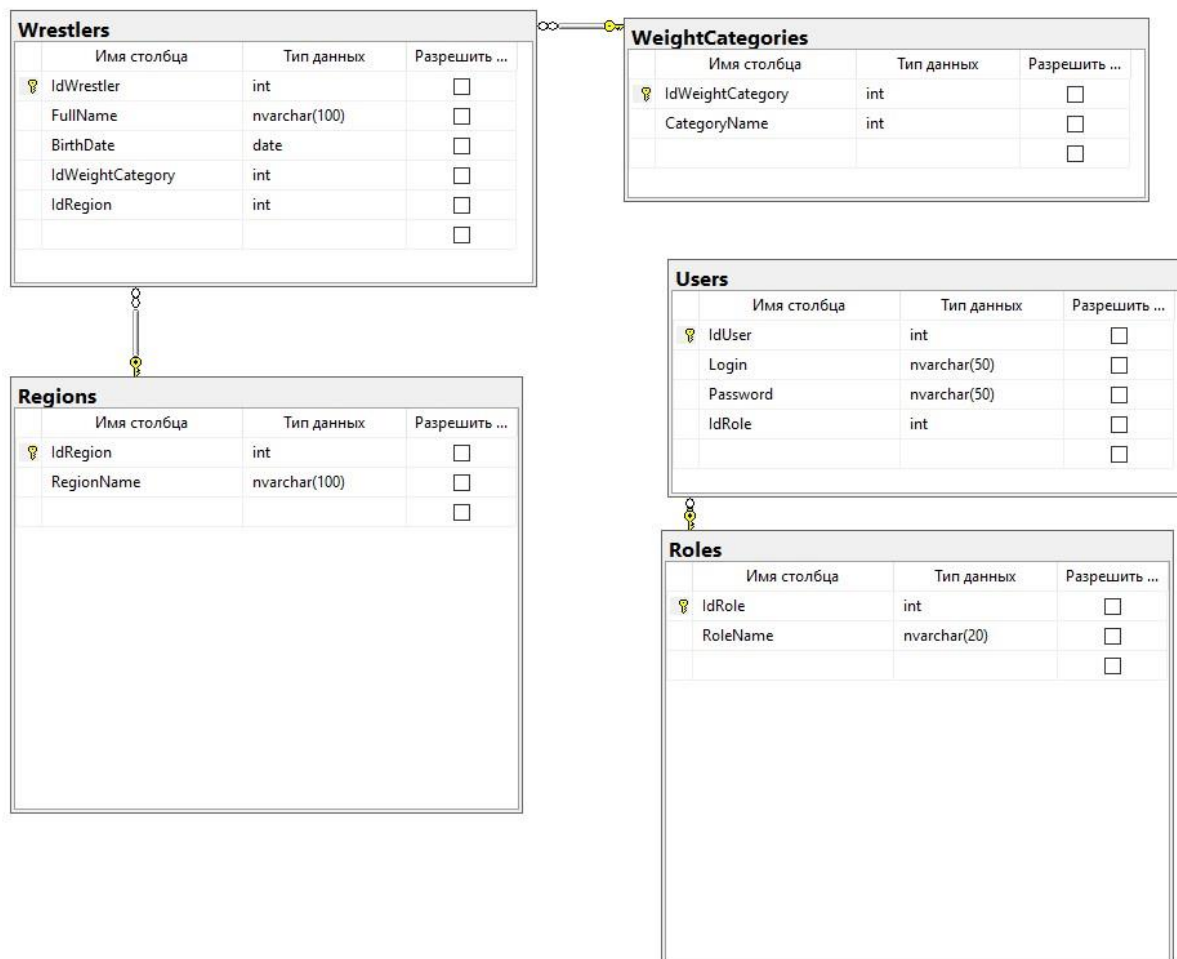 Wrestlers
Имя столбца Тип данных Разрешить ...
IdWrestler int
FullName nvarchar(100)
BirthDate date
IdWeightCategory int
IdRegion int
WeightCategories
Имя столбца Тип данных Разрешить ...
IdWeightCategory int
CategoryName int
Users
Имя столбца Тип данных Разрешить ...
IdUser int
Login nvarchar(50)
Password nvarchar(50)
IdRole int
Regions
Имя столбца Тип данных Разрешить ...
IdRegion int
RegionName nvarchar(100)
Roles
Имя столбца Тип данных Разрешить ...
IdRole int
RoleName nvarchar(20)